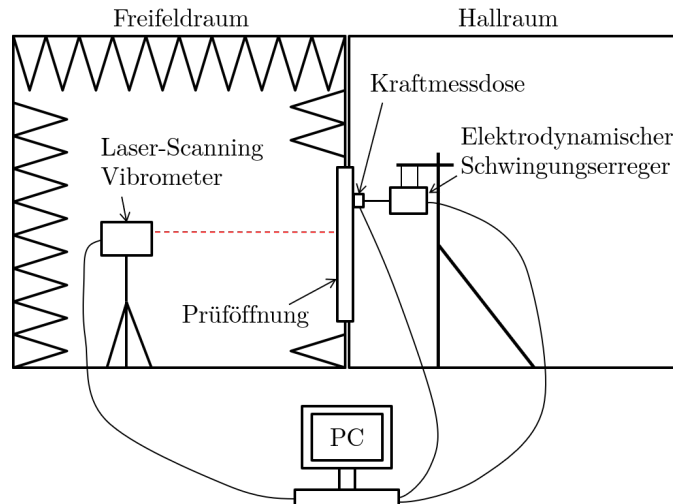 Freifeldraum
Hallraum
Kraftmessdose
Laser-Scanning
Vibrometer
Elektrodynamischer
Schwingungserreger
Prüföffnung
PC